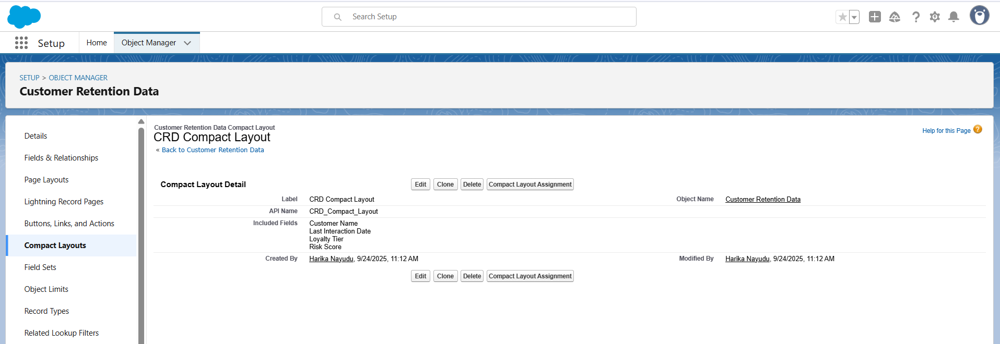 Search Setup
Setup
Home
Object Manager
SETUP > OBJECT MANAGER
Customer Retention Data
Details
Fields & Relationships
Page Layouts
Lightning Record Pages
Buttons, Links, and Actions
Compact Layouts
Field Sets
Object Limits
Record Types
Related Lookup Filters
Customer Retention Data Compact Layout
CRD Compact Layout
« Back to Customer Retention Data
Help for this Page ?
Compact Layout Detail
Edit Clone Delete Compact Layout Assignment
Label CRD Compact Layout Object Name Customer Retention Data
API Name CRD_Compact_Layout
Included Fields Customer Name
Last Interaction Date
Loyalty Tier
Risk Score
Created By Harika Nayudu, 9/24/2025, 11:12 AM Modified By Harika Nayudu, 9/24/2025, 11:12 AM
Edit Clone Delete Compact Layout Assignment